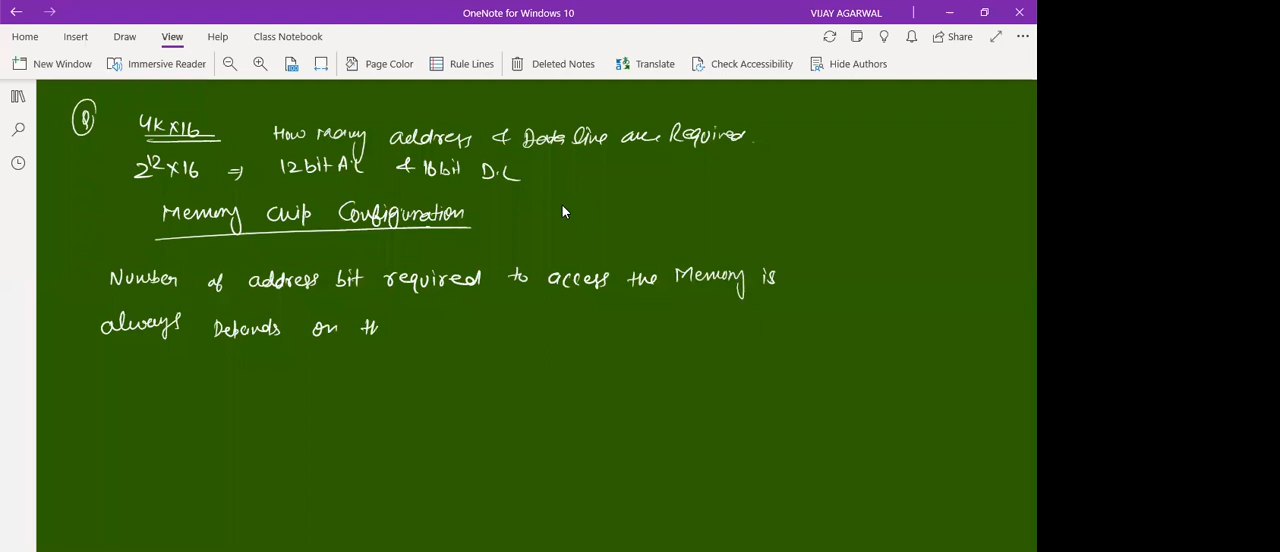 OneNote for Windows 10
VIJAY AGARWAL
Home Insert Draw View Help Class Notebook
Share
New Window Immersive Reader Page Color Rule Lines Deleted Notes Translate Check Accessibility Hide Authors
Q 4K×16 How many address & Data line are Required.
2^12×16 ⇒ 12bit A.L & 16bit D.L
Memory Chip Configuration
Number of address bit required to access the Memory is
always Depends on th